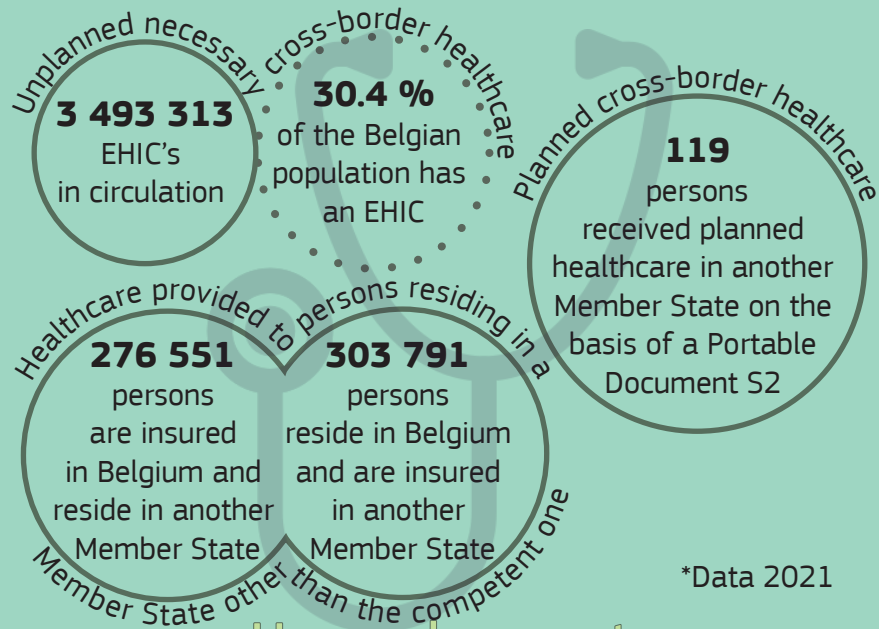 Unplanned necessary cross-border healthcare
3 493 313
EHIC's
in circulation
30.4 %
of the Belgian
population has
an EHIC
Planned cross-border healthcare
119
persons
received planned
healthcare in another
Member State on the
basis of a Portable
Document S2
Healthcare provided to persons residing in a
276 551
persons
are insured
in Belgium and
reside in another
Member State
303 791
persons
reside in Belgium
and are insured
in another
Member State
Member State other than the competent one
*Data 2021